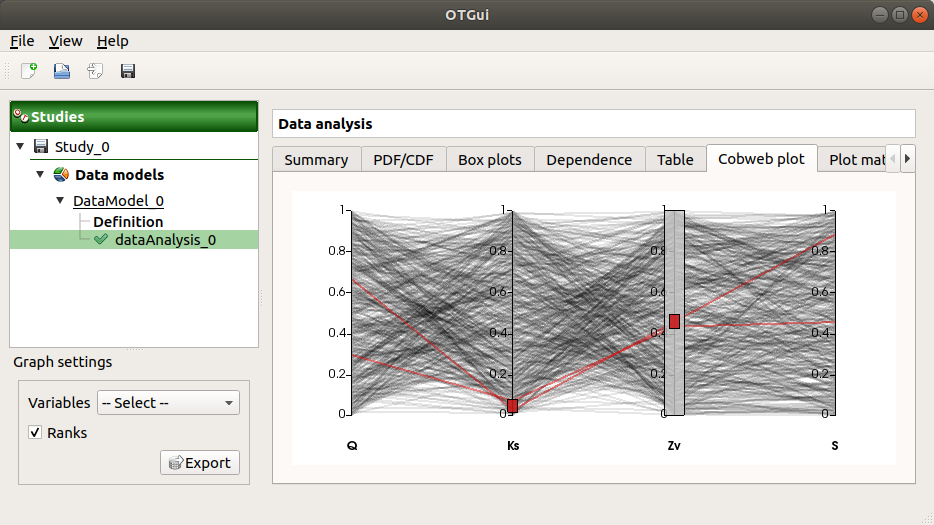 OTGui
File View Help
Studies
Study_0
Data models
DataModel_0
Definition
dataAnalysis_0
Graph settings
Variables -- Select --
Ranks
Export
Data analysis
Summary PDF/CDF Box plots Dependence Table Cobweb plot Plot mat
1 1 1 1
0.8 0.8 0.8 0.8
0.6 0.6 0.6 0.6
0.4 0.4 0.4 0.4
0.2 0.2 0.2 0.2
0 0 0 0
Q Ks Zv S